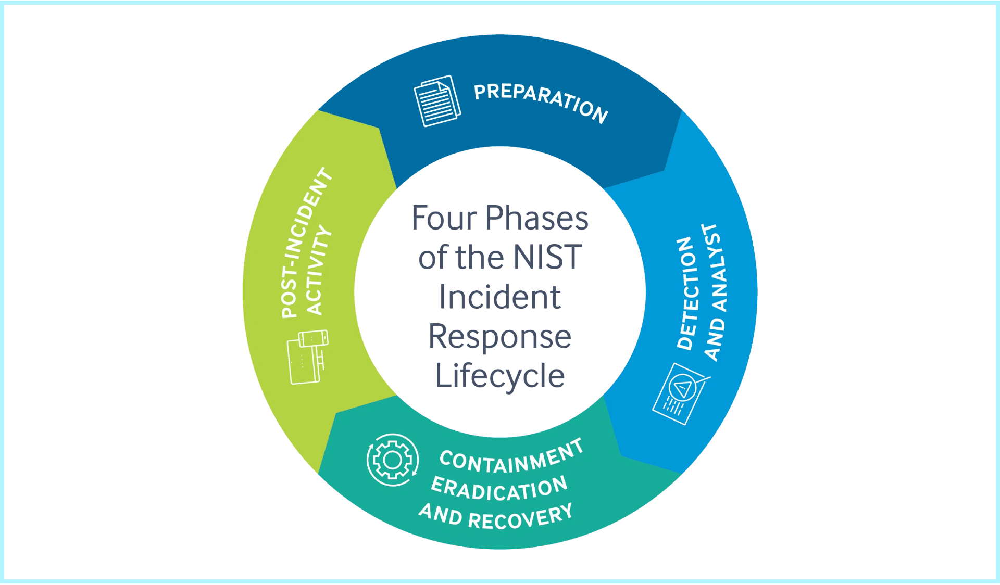 PREPARATION
DETECTION
AND ANALYST
CONTAINMENT
ERADICATION
AND RECOVERY
POST-INCIDENT
ACTIVITY
Four Phases
of the NIST
Incident
Response
Lifecycle